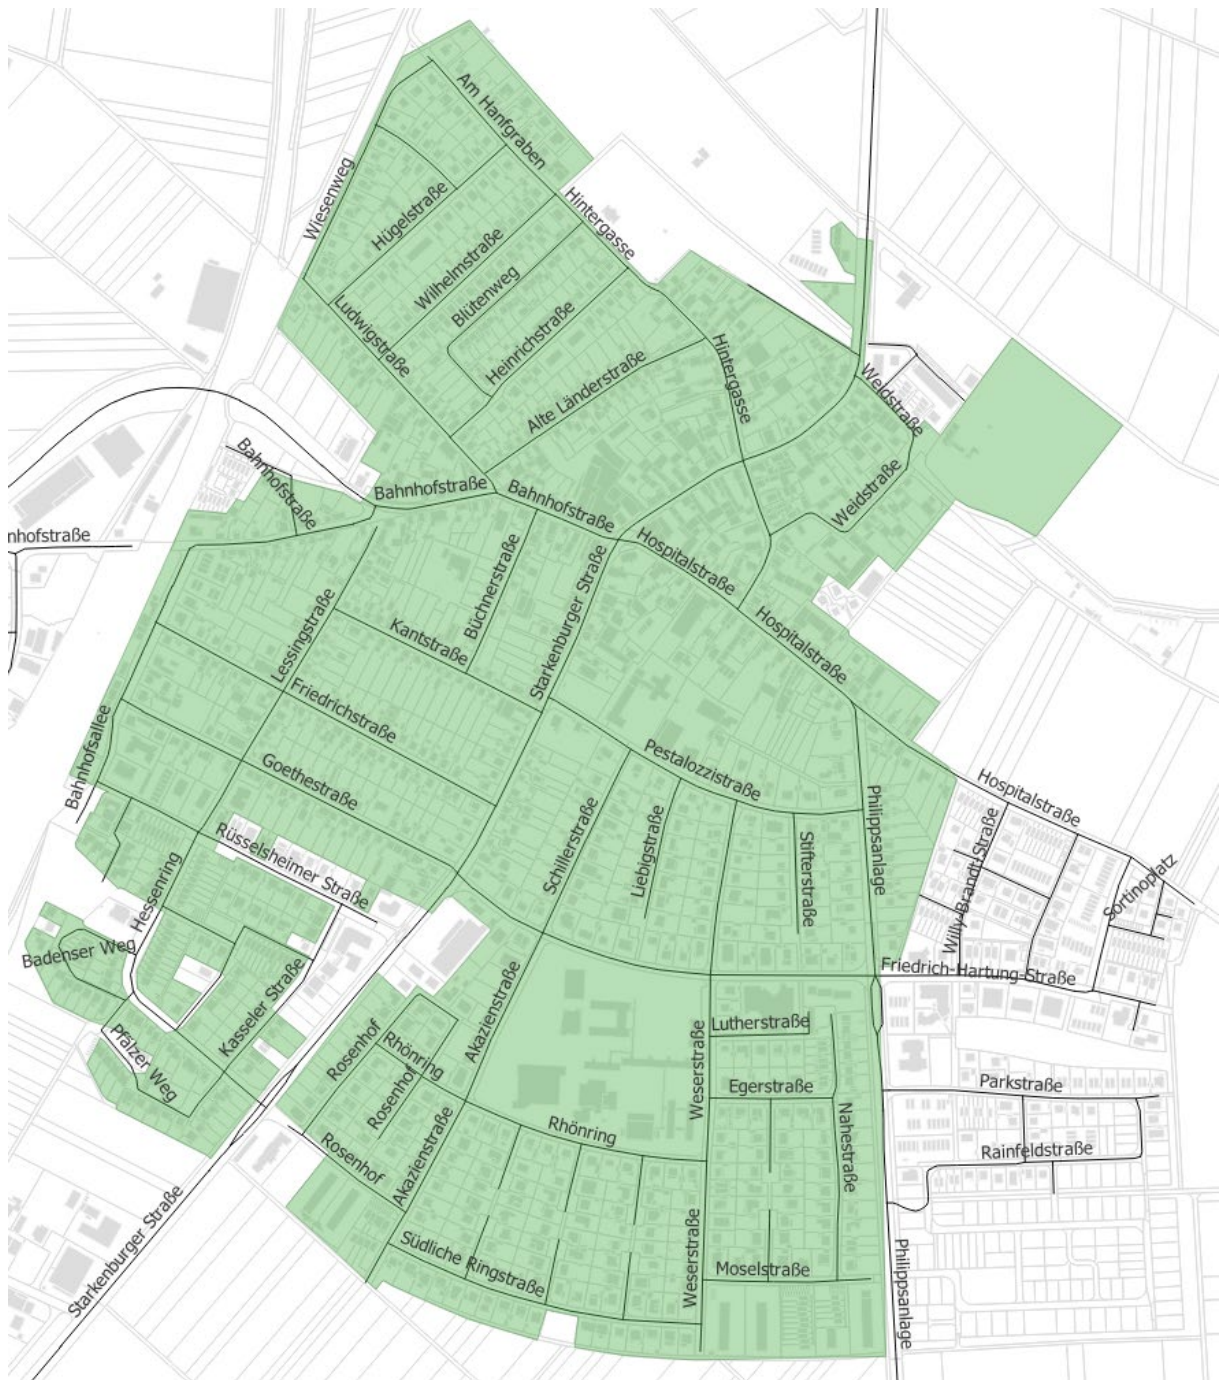 Am Hanfgraben
Wiesenweg
Hügelstraße
Hintergasse
Wilhelmstraße
Blütenweg
Ludwigstraße
Heinrichstraße
Hintergasse
Alte Länderstraße
Weidstraße
Bahnhofstraße
Bahnhofstraße
Bahnhofstraße
Weidstraße
nhofstraße
Hospitalstraße
Büchnerstraße
Starkenburger Straße
Lessingstraße
Kantstraße
Hospitalstraße
Friedrichstraße
Bahnhofsallee
Goethestraße
Pestalozzistraße
Hospitalstraße
Philippsanlage
Schillerstraße
Liebigstraße
Stifterstraße
Willy-Brandt-Straße
Rüsselsheimer Straße
Hessenring
Sortinoplatz
Badenser Weg
Friedrich-Hartung-Straße
Kasseler Straße
Akazienstraße
Lutherstraße
Pfälzer Weg
Rosenhof
Rhönring
Rosenhof
Weserstraße
Egerstraße
Parkstraße
Rhönring
Nahestraße
Rosenhof
Akazienstraße
Rainfeldstraße
Starkenburger Straße
Südliche Ringstraße
Weserstraße
Moselstraße
Philippsanlage